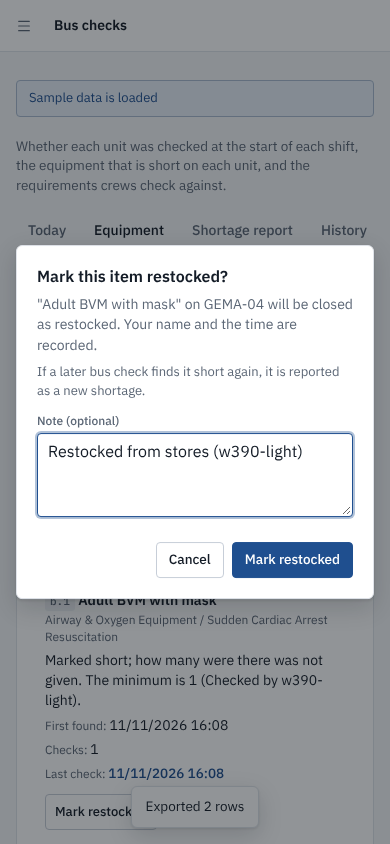 Bus checks
Sample data is loaded
Whether each unit was checked at the start of each shift,
the equipment that is short on each unit, and the
requirements crews check against.
Today Equipment Shortage report History
Mark this item restocked?
"Adult BVM with mask" on GEMA-04 will be closed
as restocked. Your name and the time are
recorded.
If a later bus check finds it short again, it is reported
as a new shortage.
Note (optional)
Restocked from stores (w390-light)
Cancel Mark restocked
6.1 Adult BVM with mask
Airway & Oxygen Equipment / Sudden Cardiac Arrest
Resuscitation
Marked short; how many were there was not
given. The minimum is 1 (Checked by w390-
light).
First found: 11/11/2026 16:08
Checks: 1
Last check: 11/11/2026 16:08
Mark restock
Exported 2 rows